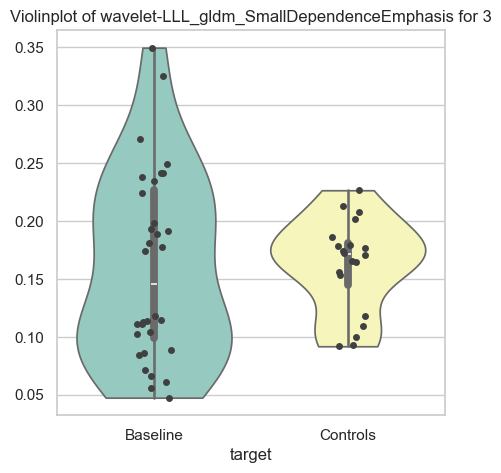 Violinplot of wavelet-LLL_gldm_SmallDependenceEmphasis for 3
0.35
0.30
0.25
0.20
0.15
0.10
0.05
Baseline Controls
target